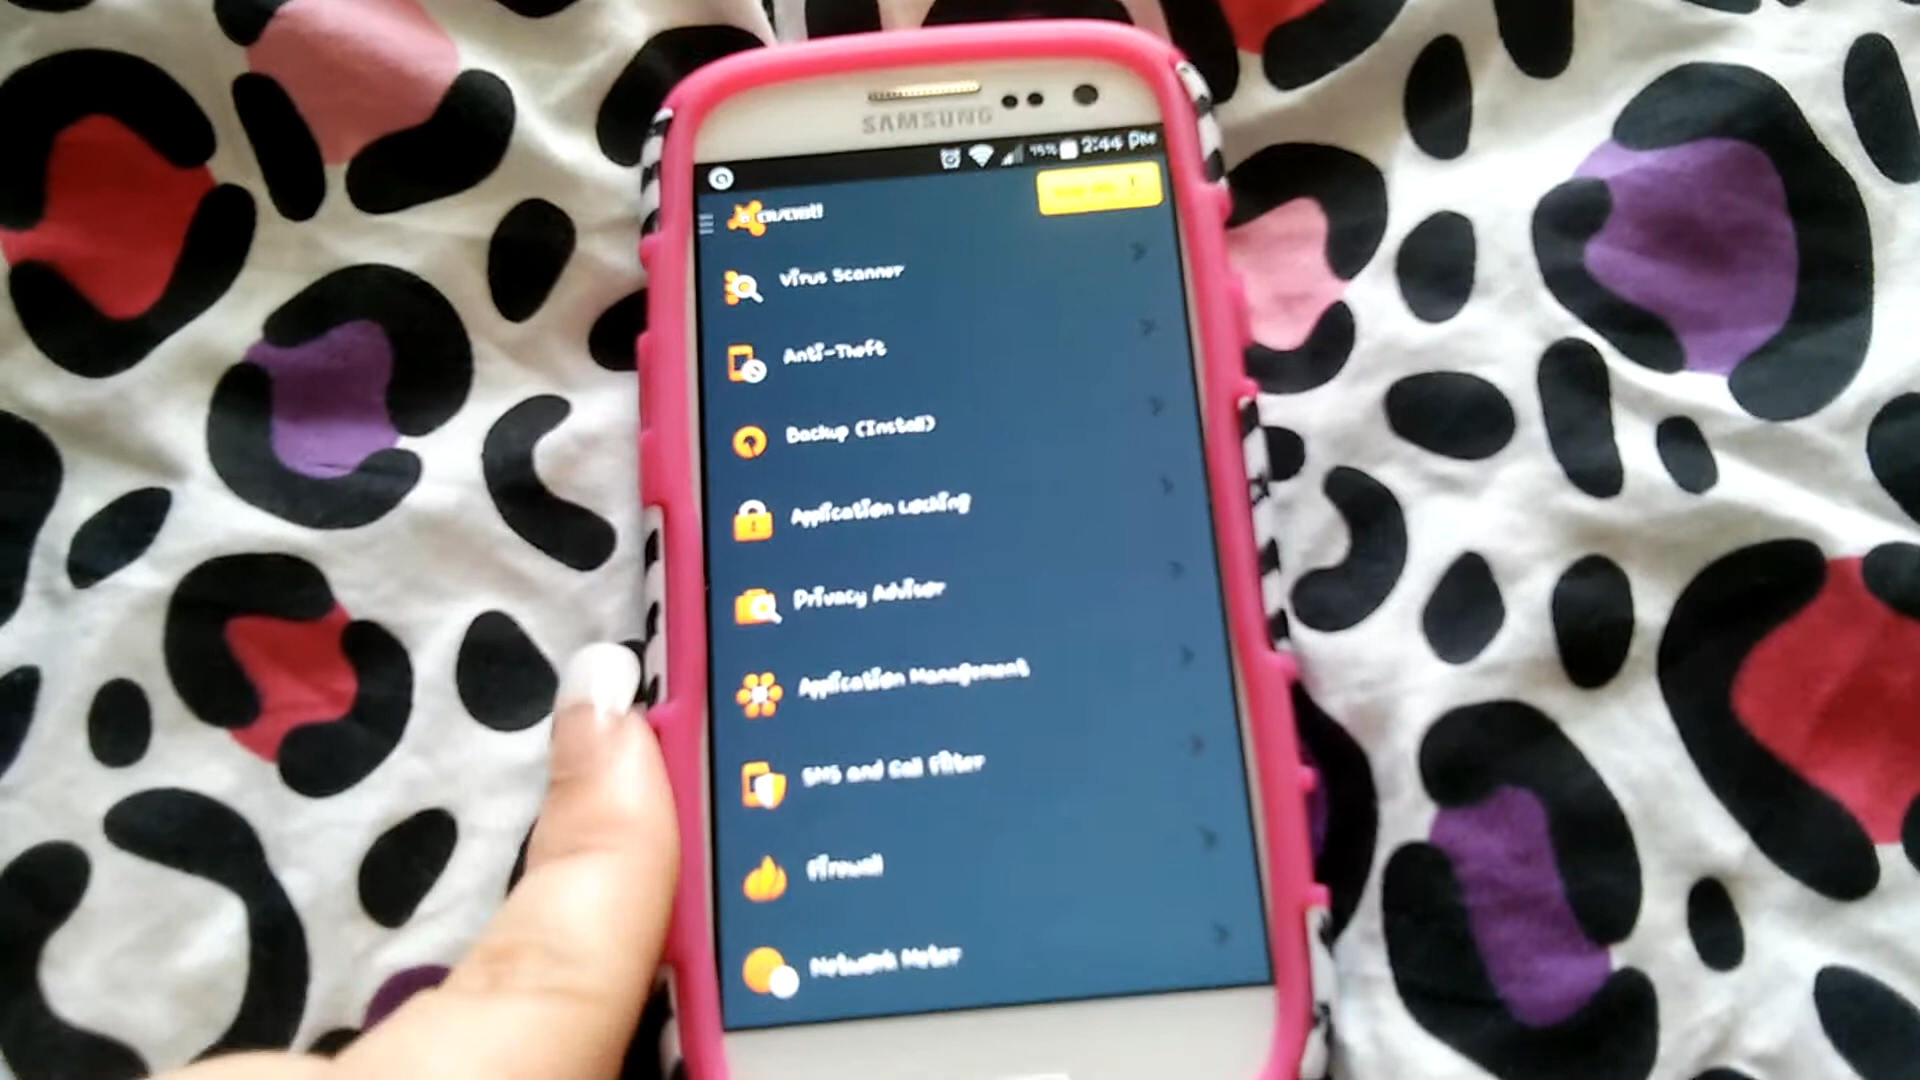 SAMSUNG
75% 2:44 PM
avast!
Virus Scanner
Anti-Theft
Backup (Install)
Application Locking
Privacy Advisor
Application Management
SMS and Call Filter
Firewall
Network Meter